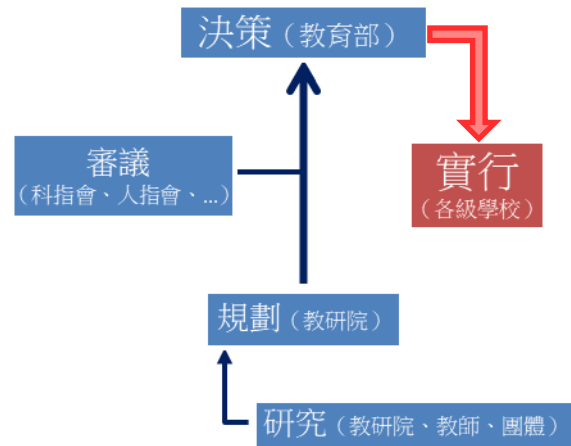 決策（教育部）
審議
（科指會、人指會、...）
實行
（各級學校）
規劃（教研院）
研究（教研院、教師、團體）